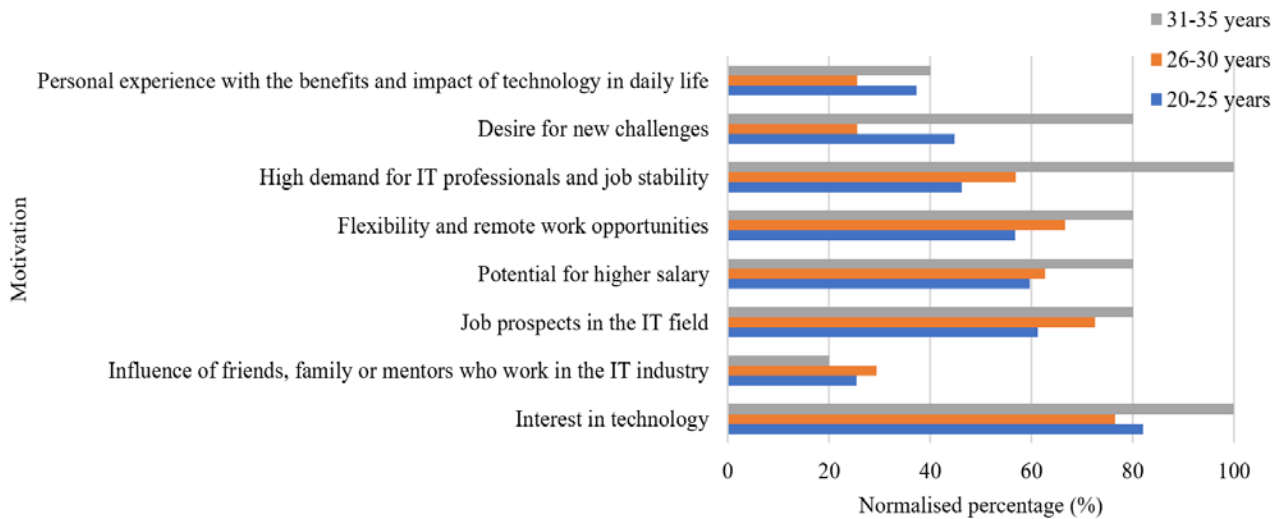 31-35 years
26-30 years
20-25 years
Motivation
Personal experience with the benefits and impact of technology in daily life
Desire for new challenges
High demand for IT professionals and job stability
Flexibility and remote work opportunities
Potential for higher salary
Job prospects in the IT field
Influence of friends, family or mentors who work in the IT industry
Interest in technology
0 20 40 60 80 100
Normalised percentage (%)